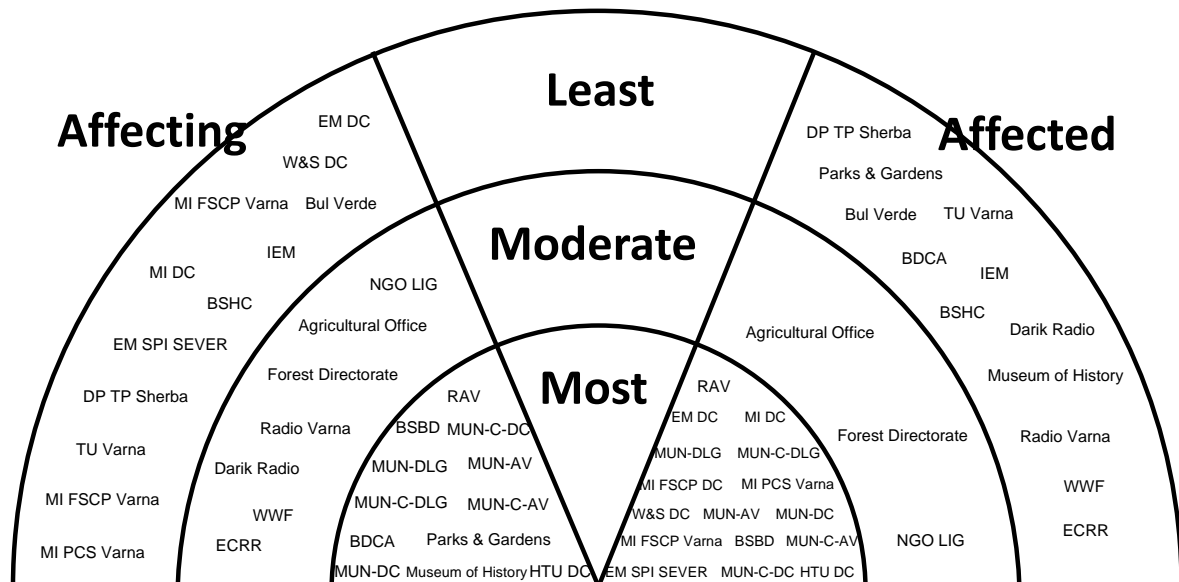 Least
Affecting
Affected
EM DC
W&S DC
MI FSCP Varna
Bul Verde
IEM
MI DC
BSHC
EM SPI SEVER
DP TP Sherba
TU Varna
MI FSCP Varna
MI PCS Varna
NGO LIG
Agricultural Office
Forest Directorate
Radio Varna
Darik Radio
WWF
ECRR
RAV
BSBD
MUN-C-DC
MUN-DLG
MUN-AV
MUN-C-DLG
MUN-C-AV
BDCA
Parks & Gardens
MUN-DC
Museum of History
HTU DC
Moderate
Most
RAV
EM DC
MI DC
MUN-DLG
MUN-C-DLG
MI FSCP DC
MI PCS Varna
W&S DC
MUN-AV
MUN-DC
MI FSCP Varna
BSBD
MUN-C-AV
EM SPI SEVER
MUN-C-DC
HTU DC
Agricultural Office
Forest Directorate
NGO LIG
DP TP Sherba
Parks & Gardens
Bul Verde
TU Varna
BDCA
IEM
BSHC
Darik Radio
Museum of History
Radio Varna
WWF
ECRR